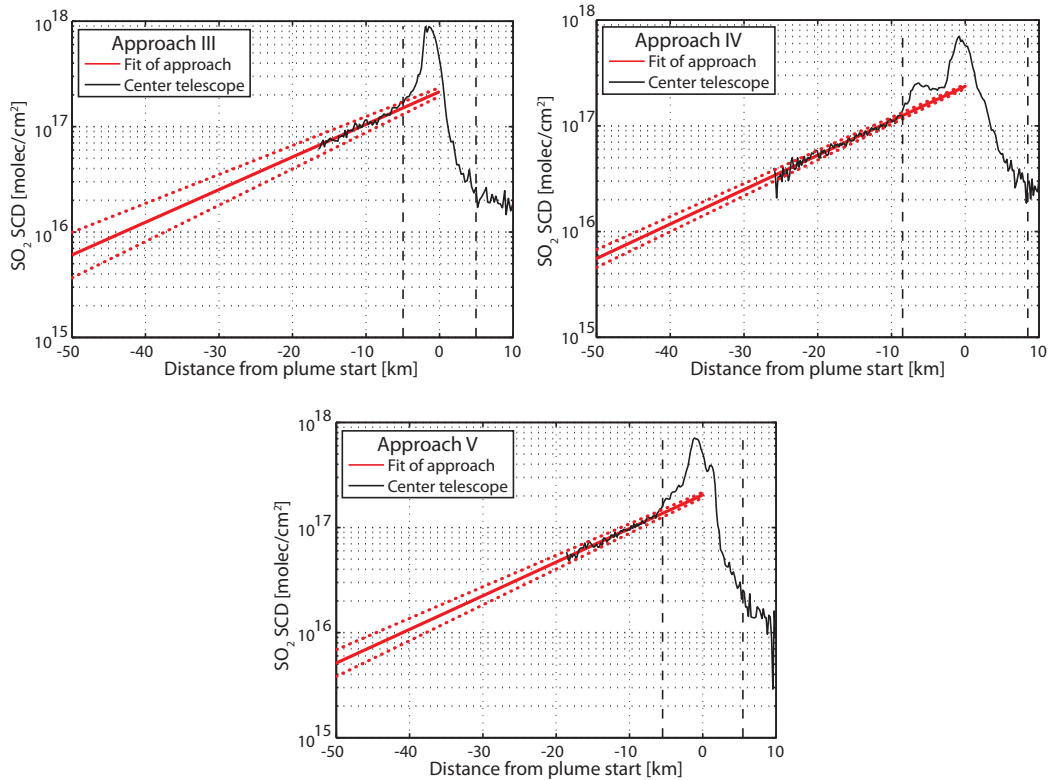 10^18
10^17
10^16
10^15
SO₂ SCD [molec/cm²]
Approach III
Fit of approach
Center telescope
-50 -40 -30 -20 -10 0 10
Distance from plume start [km]
10^18
10^17
10^16
10^15
SO₂ SCD [molec/cm²]
Approach IV
Fit of approach
Center telescope
-50 -40 -30 -20 -10 0 10
Distance from plume start [km]
10^18
10^17
10^16
10^15
SO₂ SCD [molec/cm²]
Approach V
Fit of approach
Center telescope
-50 -40 -30 -20 -10 0 10
Distance from plume start [km]